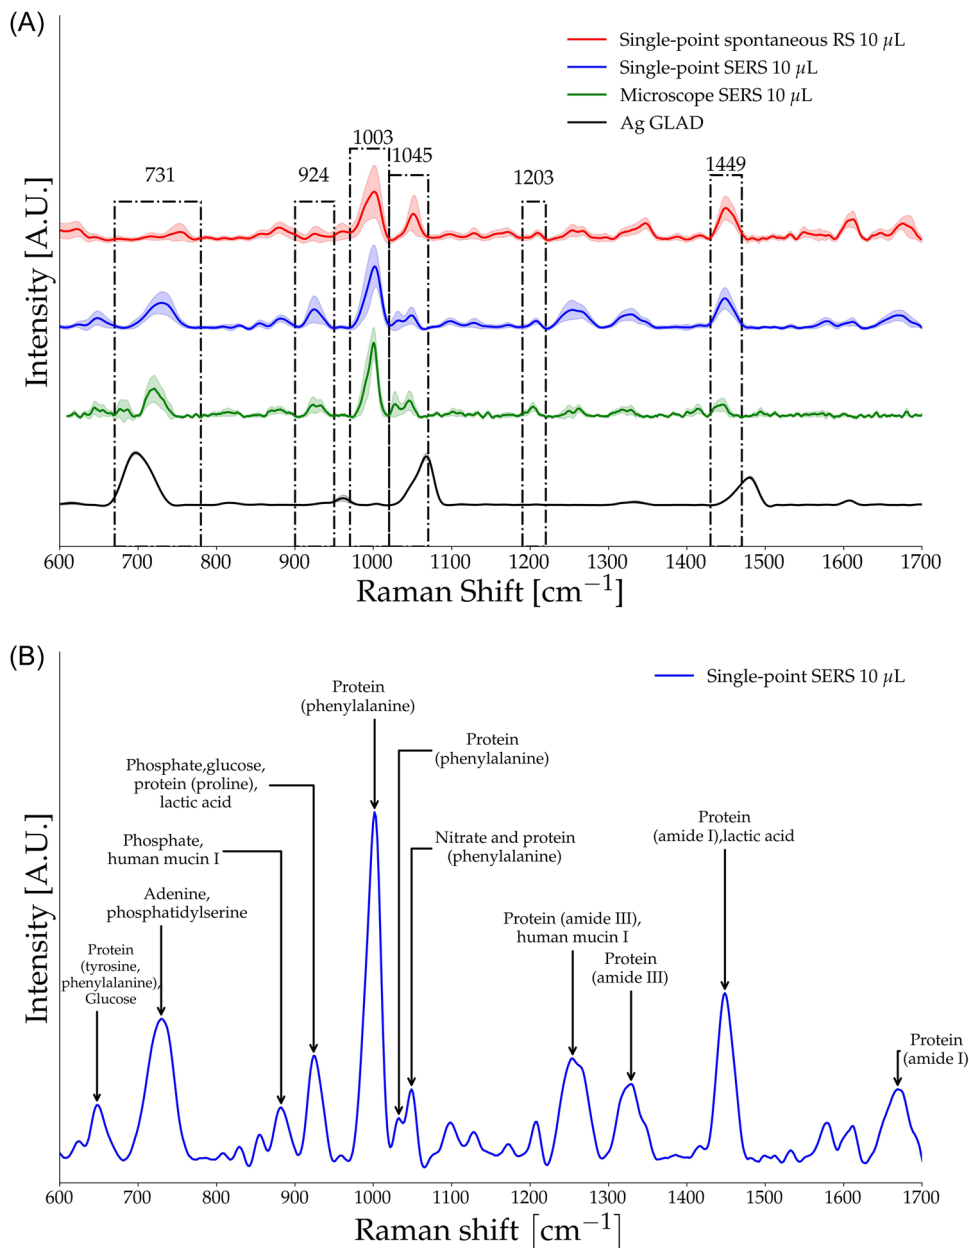 (A)
Single-point spontaneous RS 10 μL
Single-point SERS 10 μL
Microscope SERS 10 μL
Ag GLAD
731
924
1003
1045
1203
1449
Intensity [A.U.]
600 700 800 900 1000 1100 1200 1300 1400 1500 1600 1700
Raman Shift [cm⁻¹]
(B)
Single-point SERS 10 μL
Protein
(phenylalanine)
Protein
(phenylalanine)
Phosphate,glucose,
protein (proline),
lactic acid
Phosphate,
human mucin I
Nitrate and protein
(phenylalanine)
Protein
(amide I),lactic acid
Adenine,
phosphatidylserine
Protein (amide III),
human mucin I
Protein
(tyrosine,
phenylalanine),
Glucose
Protein
(amide III)
Protein
(amide I)
Intensity [A.U.]
600 700 800 900 1000 1100 1200 1300 1400 1500 1600 1700
Raman shift [cm⁻¹]